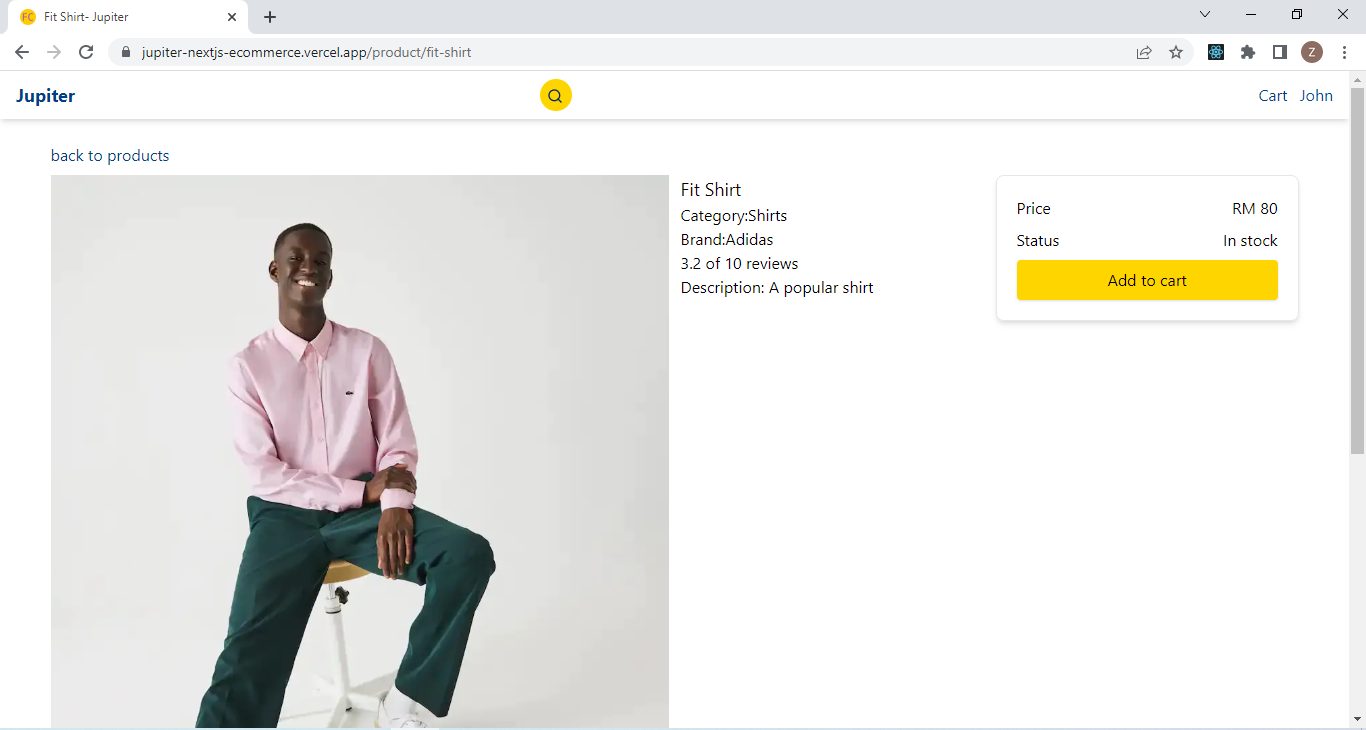 FC Fit Shirt- Jupiter
jupiter-nextjs-ecommerce.vercel.app/product/fit-shirt
Z
Jupiter
Cart John
back to products
Fit Shirt
Category:Shirts
Brand:Adidas
3.2 of 10 reviews
Description: A popular shirt
Price RM 80
Status In stock
Add to cart